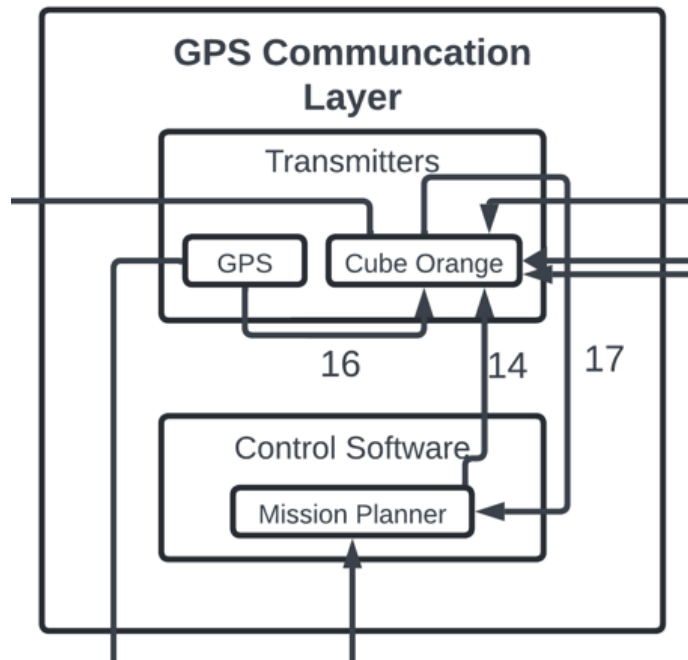 GPS Communcation
Layer
Transmitters
GPS
Cube Orange
16
14
17
Control Software
Mission Planner